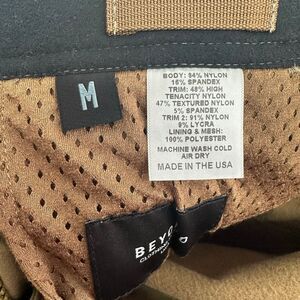 M
BODY: 84% NYLON
16% SPANDEX
TRIM: 48% HIGH
TENACITY NYLON
47% TEXTURED NYLON
5% SPANDEX
TRIM 2: 91% NYLON
9% LYCRA
LINING & MESH:
100% POLYESTER
MACHINE WASH COLD
AIR DRY
MADE IN THE USA
BEYO
D